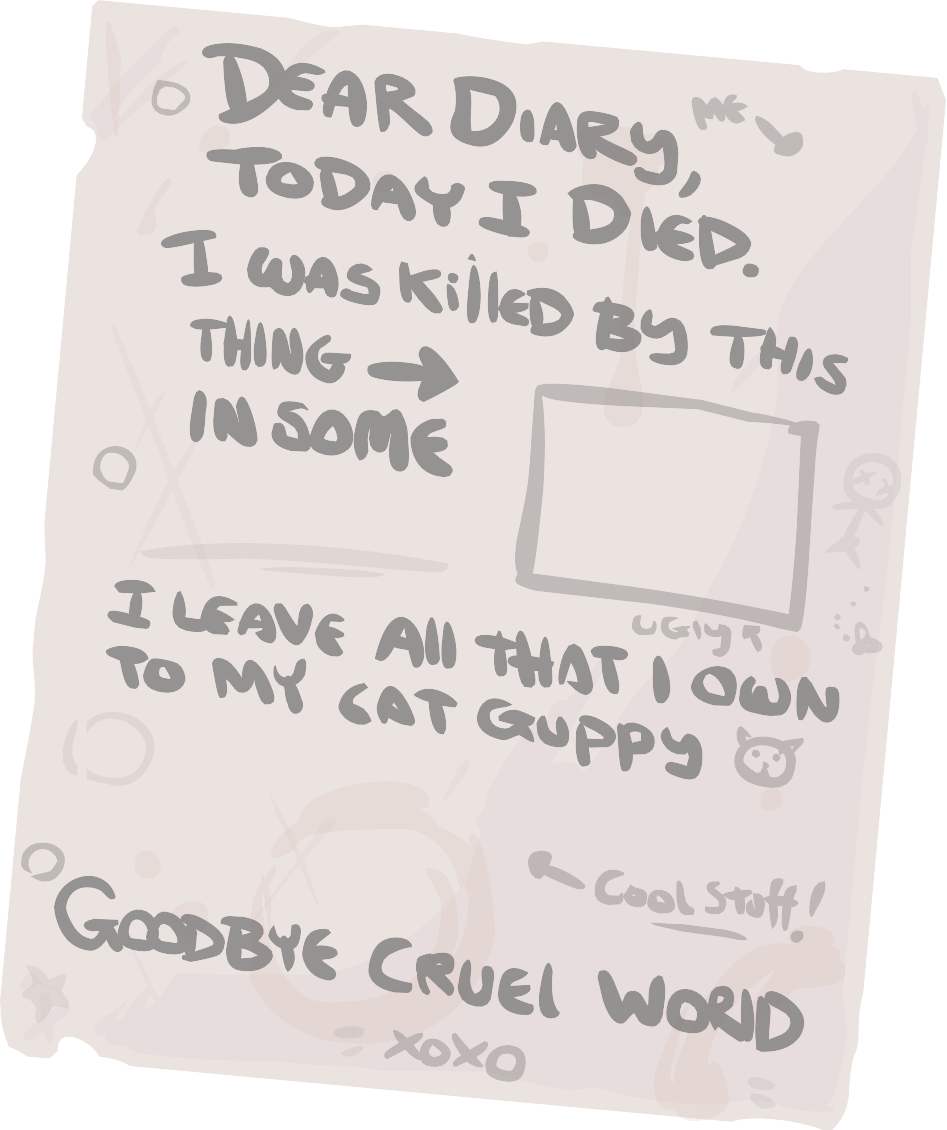 DEAR DIARY,
ME
TODAY I DIED.
I WAS KillED BY THIS
THING →
IN SOME
UGLY
I LEAVE All THAT I OWN
TO MY CAT GUPPY
Cool Stuff!
GOODBYE CRUEL WORlD
XOXO